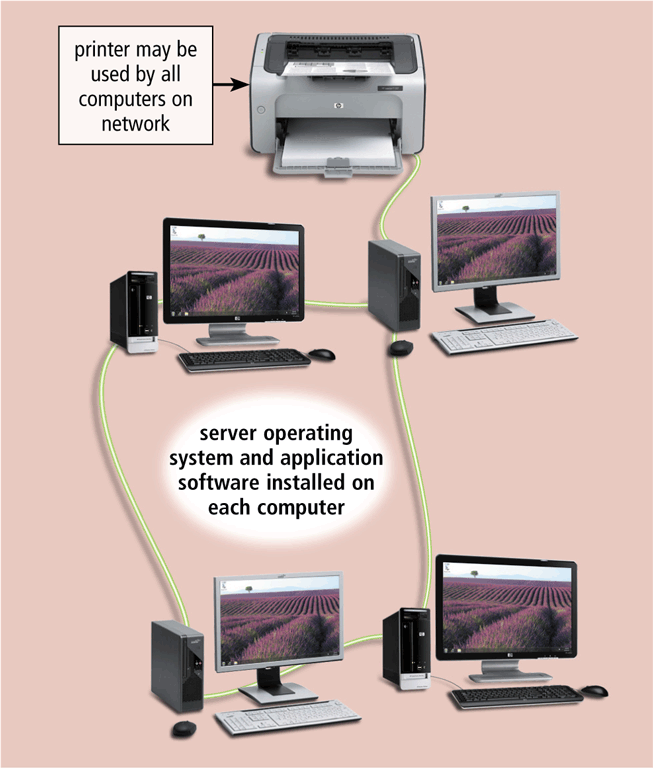 printer may be
used by all
computers on
network
server operating
system and application
software installed on
each computer